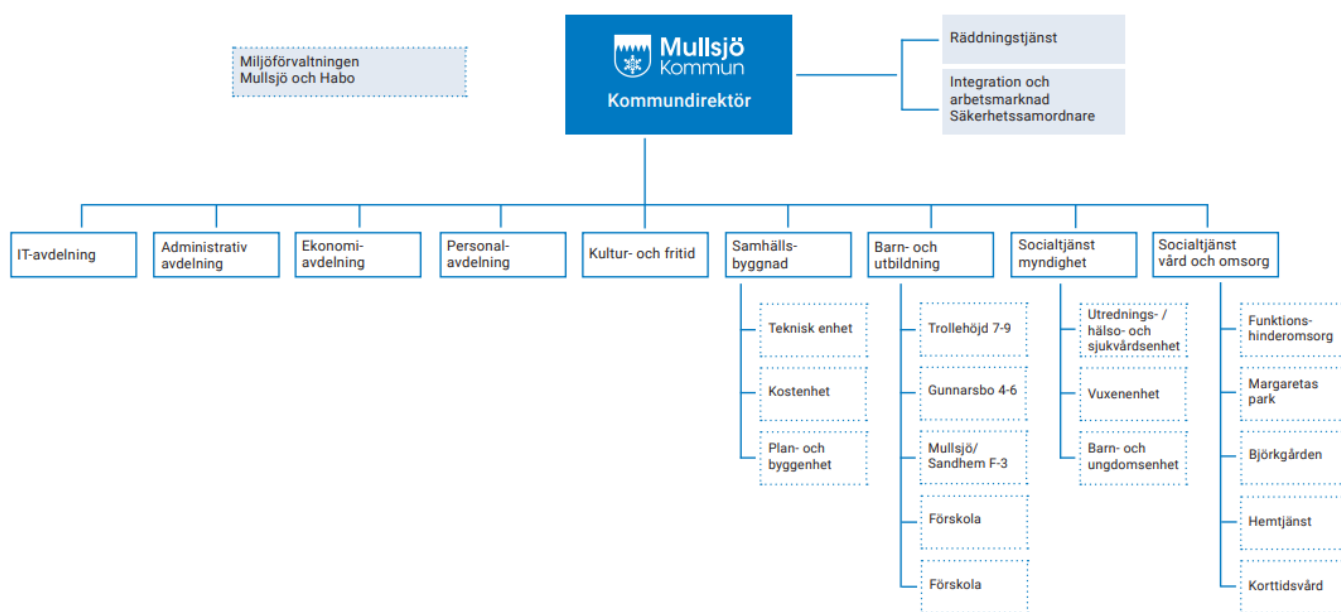 Miljöförvaltningen
Mullsjö och Habo
Mullsjö
Kommun
Kommundirektör
Räddningstjänst
Integration och
arbetsmarknad
Säkerhetssamordnare
IT-avdelning
Administrativ
avdelning
Ekonomi-
avdelning
Personal-
avdelning
Kultur- och fritid
Samhälls-
byggnad
Barn- och
utbildning
Socialtjänst
myndighet
Socialtjänst
vård och omsorg
Teknisk enhet
Kostenhet
Plan- och
byggenhet
Trollehöjd 7-9
Gunnarsbo 4-6
Mullsjö/
Sandhem F-3
Förskola
Förskola
Utrednings- /
hälso- och
sjukvårdsenhet
Vuxenenhet
Barn- och
ungdomsenhet
Funktions-
hinderomsorg
Margaretas
park
Björkgården
Hemtjänst
Korttidsvård